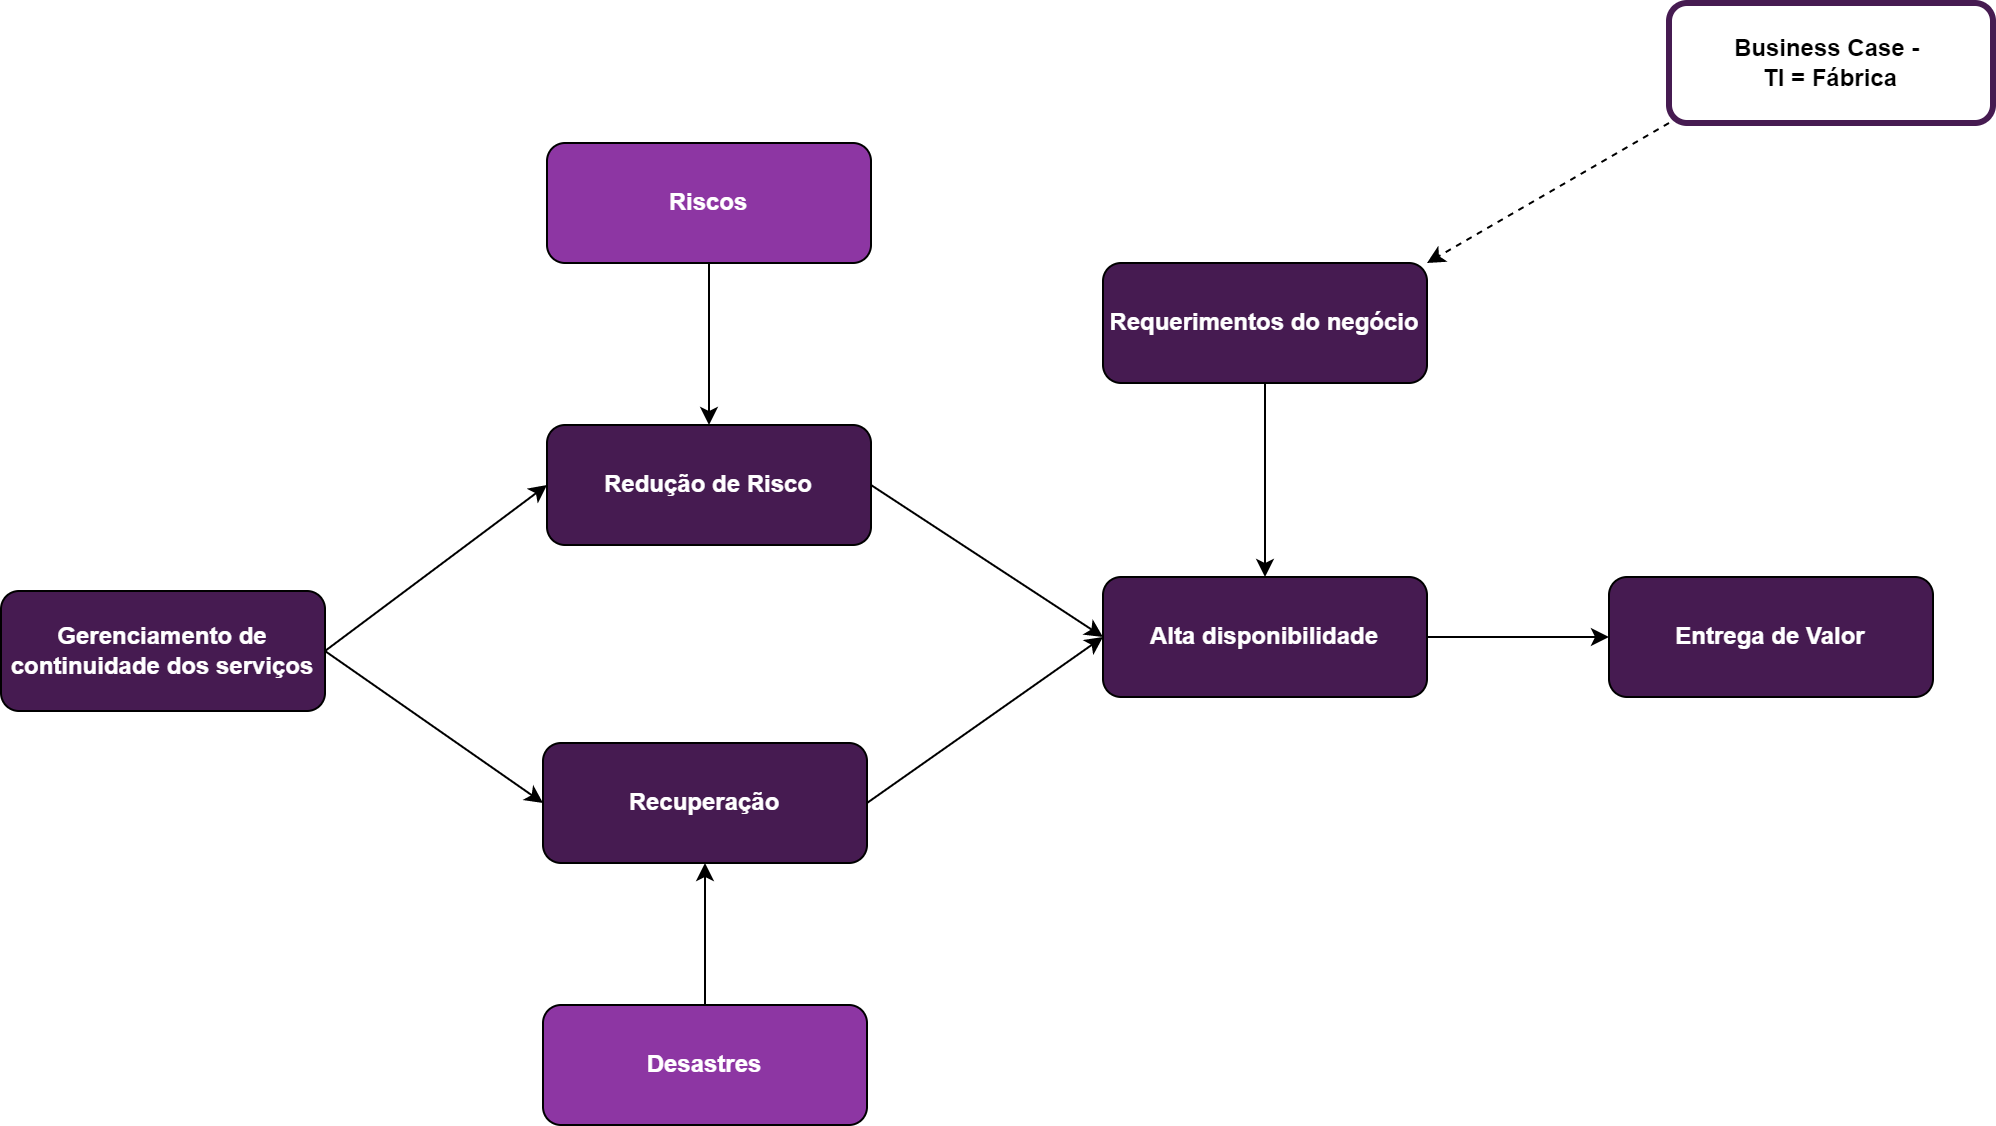 Business Case -
TI = Fábrica
Riscos
Requerimentos do negócio
Redução de Risco
Gerenciamento de
continuidade dos serviços
Alta disponibilidade
Entrega de Valor
Recuperação
Desastres